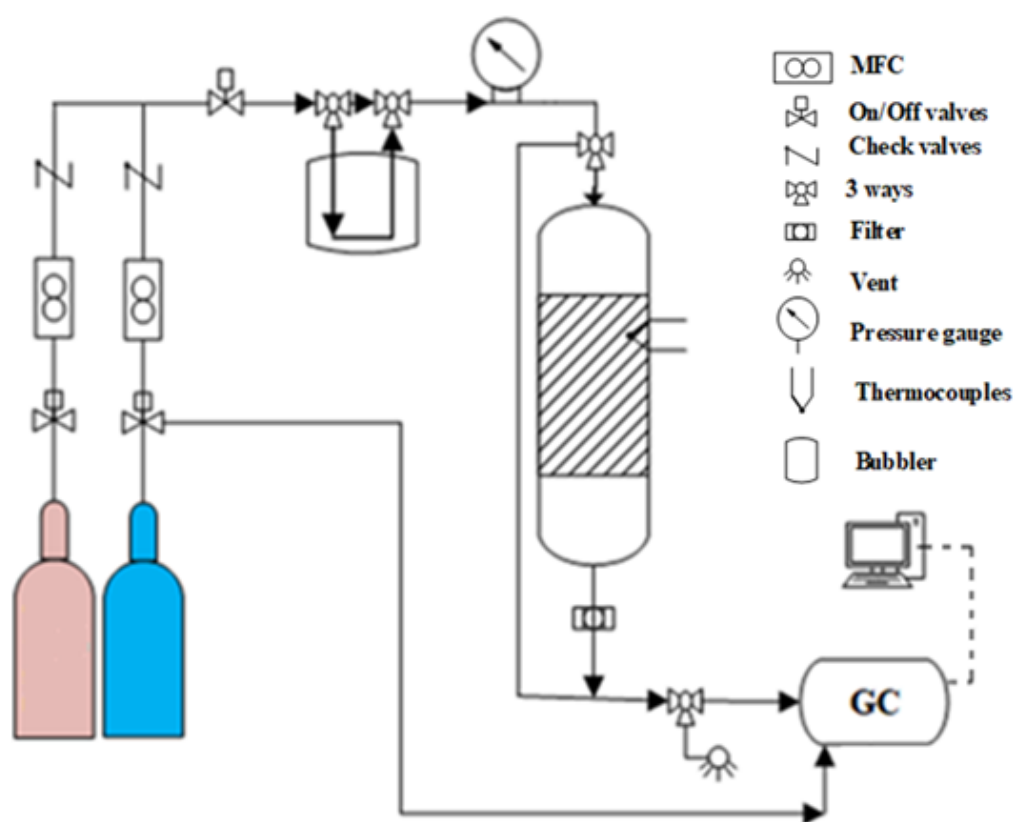 MFC
On/Off valves
Check valves
3 ways
Filter
Vent
Pressure gauge
Thermocouples
Bubbler
GC